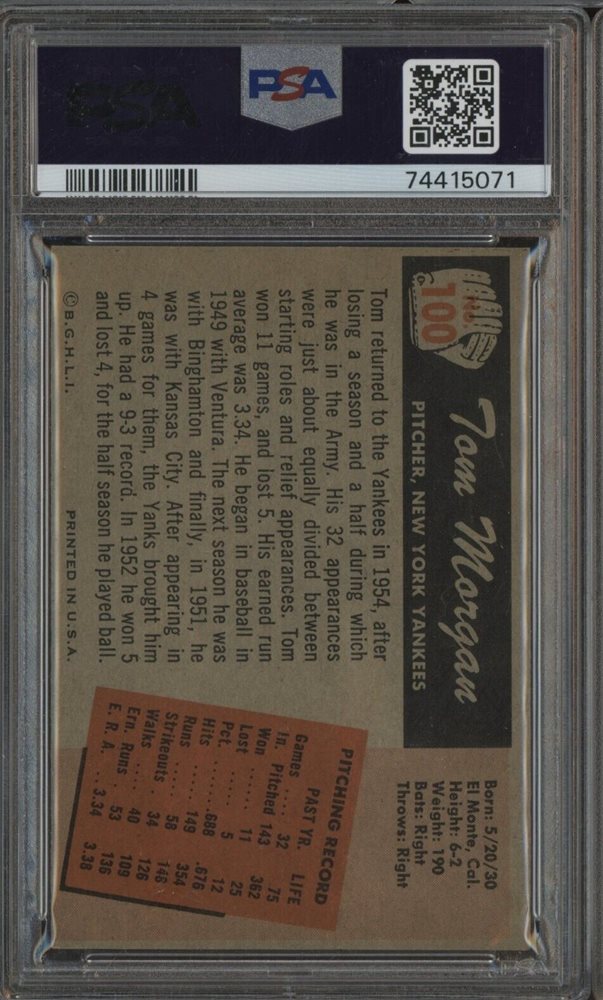 PSA
PSA
74415071
NO. 100
Tom Morgan
PITCHER, NEW YORK YANKEES
Born: 5/20/30
El Monte, Cal.
Height: 6-2
Weight: 190
Bats: Right
Throws: Right
Tom returned to the Yankees in 1954, after
losing a season and a half during which
he was in the Army. His 32 appearances
were just about equally divided between
starting roles and relief appearances. Tom
won 11 games, and lost 5. His earned run
average was 3.34. He began in baseball in
1949 with Ventura. The next season he was
with Binghamton and finally, in 1951, he
was with Kansas City. After appearing in
4 games for them, the Yanks brought him
up. He had a 9-3 record. In 1952 he won 5
and lost 4, for the half season he played ball.
PITCHING RECORD
PAST YR. LIFE
Games .... 32 75
In. Pitched 143 362
Won ...... 11 25
Lost ...... 5 12
Pct. ..... .688 .676
Hits ..... 149 354
Runs ..... 58 146
Strikeouts . 34 126
Walks .... 40 109
Ern. Runs .. 53 136
E. R. A. .. 3.34 3.38
© B.G.H.L.I. PRINTED IN U.S.A.